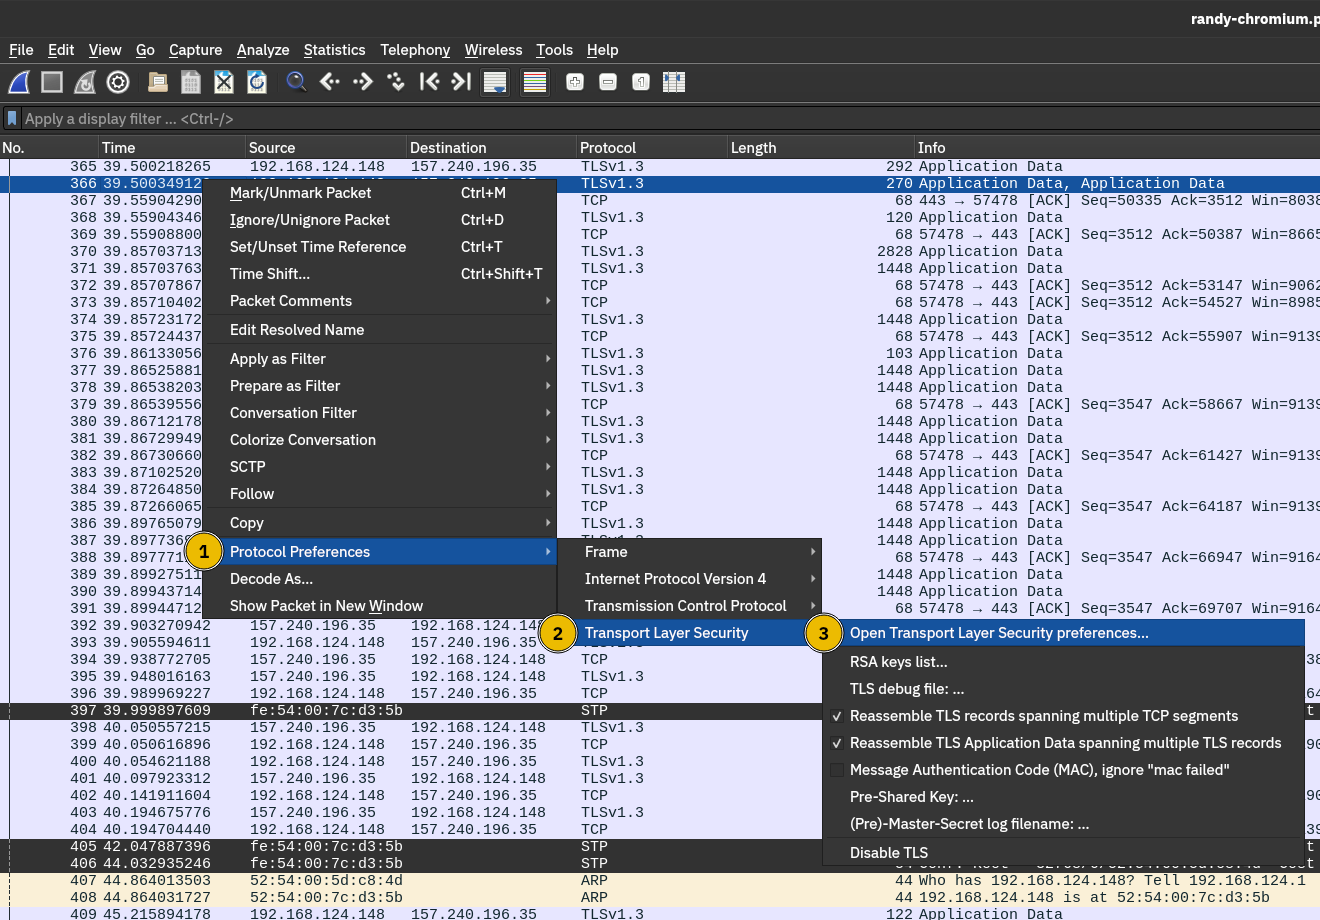 randy-chromium.p
File Edit View Go Capture Analyze Statistics Telephony Wireless Tools Help
Apply a display filter ... <Ctrl-/>
No. Time Source Destination Protocol Length Info
365 39.500218265 192.168.124.148 157.240.196.35 TLSv1.3 292 Application Data
366 39.50034912 TLSv1.3 270 Application Data, Application Data
367 39.55904290 TCP 68 443 → 57478 [ACK] Seq=50335 Ack=3512 Win=8038
368 39.55904346 TLSv1.3 120 Application Data
369 39.55908800 TCP 68 57478 → 443 [ACK] Seq=3512 Ack=50387 Win=8665
370 39.85703713 TLSv1.3 2828 Application Data
371 39.85703763 TLSv1.3 1448 Application Data
372 39.85707867 TCP 68 57478 → 443 [ACK] Seq=3512 Ack=53147 Win=9062
373 39.85710402 TCP 68 57478 → 443 [ACK] Seq=3512 Ack=54527 Win=8985
374 39.85723172 TLSv1.3 1448 Application Data
375 39.85724437 TCP 68 57478 → 443 [ACK] Seq=3512 Ack=55907 Win=9139
376 39.86133056 TLSv1.3 103 Application Data
377 39.86525881 TLSv1.3 1448 Application Data
378 39.86538203 TLSv1.3 1448 Application Data
379 39.86539556 TCP 68 57478 → 443 [ACK] Seq=3547 Ack=58667 Win=9139
380 39.86712178 TLSv1.3 1448 Application Data
381 39.86729949 TLSv1.3 1448 Application Data
382 39.86730660 TCP 68 57478 → 443 [ACK] Seq=3547 Ack=61427 Win=9139
383 39.87102520 TLSv1.3 1448 Application Data
384 39.87264850 TLSv1.3 1448 Application Data
385 39.87266065 TCP 68 57478 → 443 [ACK] Seq=3547 Ack=64187 Win=9139
386 39.89765079 TLSv1.3 1448 Application Data
387 39.897736 1448 Application Data
388 39.89777 68 57478 → 443 [ACK] Seq=3547 Ack=66947 Win=9164
389 39.89927511 1448 Application Data
390 39.89943714 1448 Application Data
391 39.89944712 68 57478 → 443 [ACK] Seq=3547 Ack=69707 Win=9164
392 39.903270942 157.240.196.35 192.168.124.148
393 39.905594611 192.168.124.148 157.240.196.35
394 39.938772705 157.240.196.35 192.168.124.148 TCP
395 39.948016163 157.240.196.35 192.168.124.148 TLSv1.3
396 39.989969227 192.168.124.148 157.240.196.35 TCP
397 39.999897609 fe:54:00:7c:d3:5b STP
398 40.050557215 157.240.196.35 192.168.124.148 TLSv1.3
399 40.050616896 192.168.124.148 157.240.196.35 TCP
400 40.054621188 192.168.124.148 157.240.196.35 TLSv1.3
401 40.097923312 157.240.196.35 192.168.124.148 TLSv1.3
402 40.141911604 192.168.124.148 157.240.196.35 TCP
403 40.194675776 157.240.196.35 192.168.124.148 TLSv1.3
404 40.194704440 192.168.124.148 157.240.196.35 TCP
405 42.047887396 fe:54:00:7c:d3:5b STP
406 44.032935246 fe:54:00:7c:d3:5b STP
407 44.864013503 52:54:00:5d:c8:4d ARP 44 Who has 192.168.124.148? Tell 192.168.124.1
408 44.864031727 52:54:00:7c:d3:5b ARP 44 192.168.124.148 is at 52:54:00:7c:d3:5b
409 45.215894178 192.168.124.148 157.240.196.35 TLSv1.3 122 Application Data
Mark/Unmark Packet Ctrl+M
Ignore/Unignore Packet Ctrl+D
Set/Unset Time Reference Ctrl+T
Time Shift... Ctrl+Shift+T
Packet Comments
Edit Resolved Name
Apply as Filter
Prepare as Filter
Conversation Filter
Colorize Conversation
SCTP
Follow
Copy
1 Protocol Preferences
Decode As...
Show Packet in New Window
Frame
Internet Protocol Version 4
Transmission Control Protocol
2 Transport Layer Security
3 Open Transport Layer Security preferences...
RSA keys list...
TLS debug file: ...
Reassemble TLS records spanning multiple TCP segments
Reassemble TLS Application Data spanning multiple TLS records
Message Authentication Code (MAC), ignore "mac failed"
Pre-Shared Key: ...
(Pre)-Master-Secret log filename: ...
Disable TLS